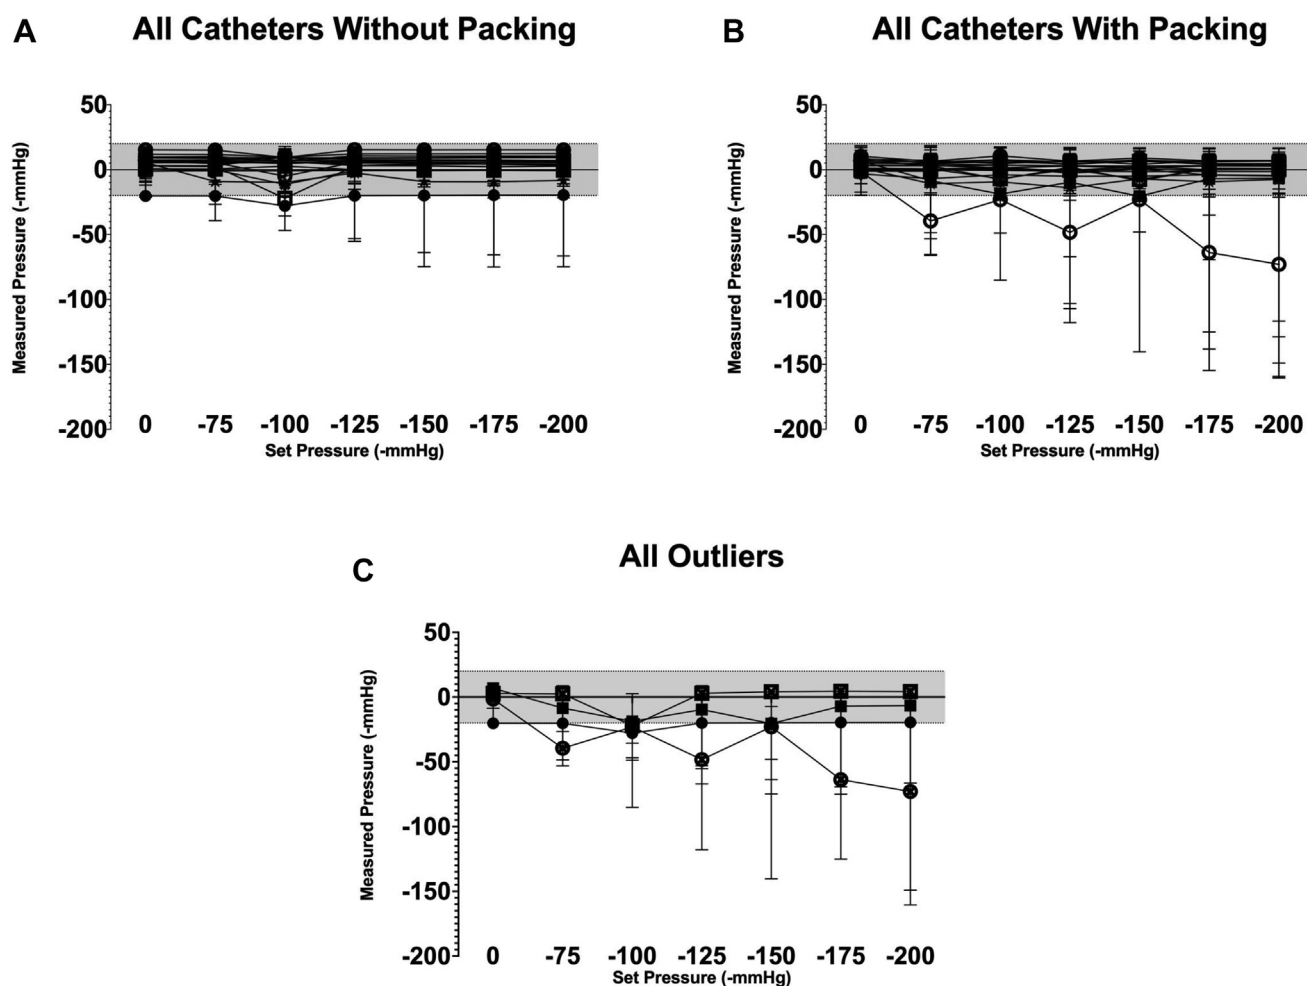 A All Catheters Without Packing
50
0
-50
-100
-150
-200
Measured Pressure (-mmHg)
0 -75 -100 -125 -150 -175 -200
Set Pressure (-mmHg)
B All Catheters With Packing
50
0
-50
-100
-150
-200
Measured Pressure (-mmHg)
0 -75 -100 -125 -150 -175 -200
Set Pressure (-mmHg)
C All Outliers
50
0
-50
-100
-150
-200
Measured Pressure (-mmHg)
0 -75 -100 -125 -150 -175 -200
Set Pressure (-mmHg)